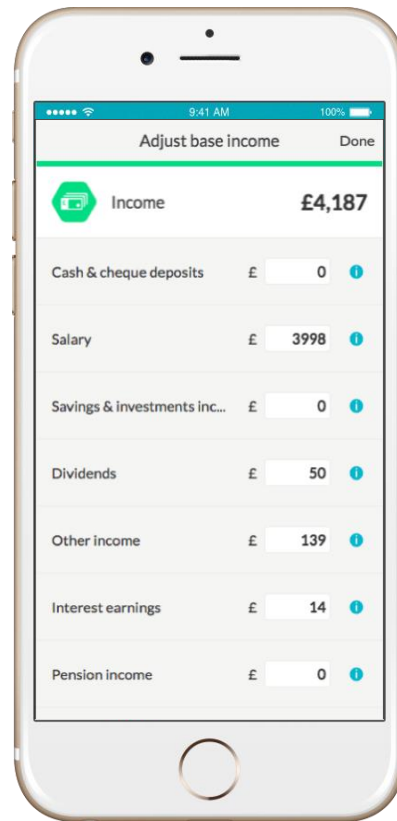 9:41 AM 100%
Adjust base income Done
Income £4,187
Cash & cheque deposits £ 0
Salary £ 3998
Savings & investments inc... £ 0
Dividends £ 50
Other income £ 139
Interest earnings £ 14
Pension income £ 0